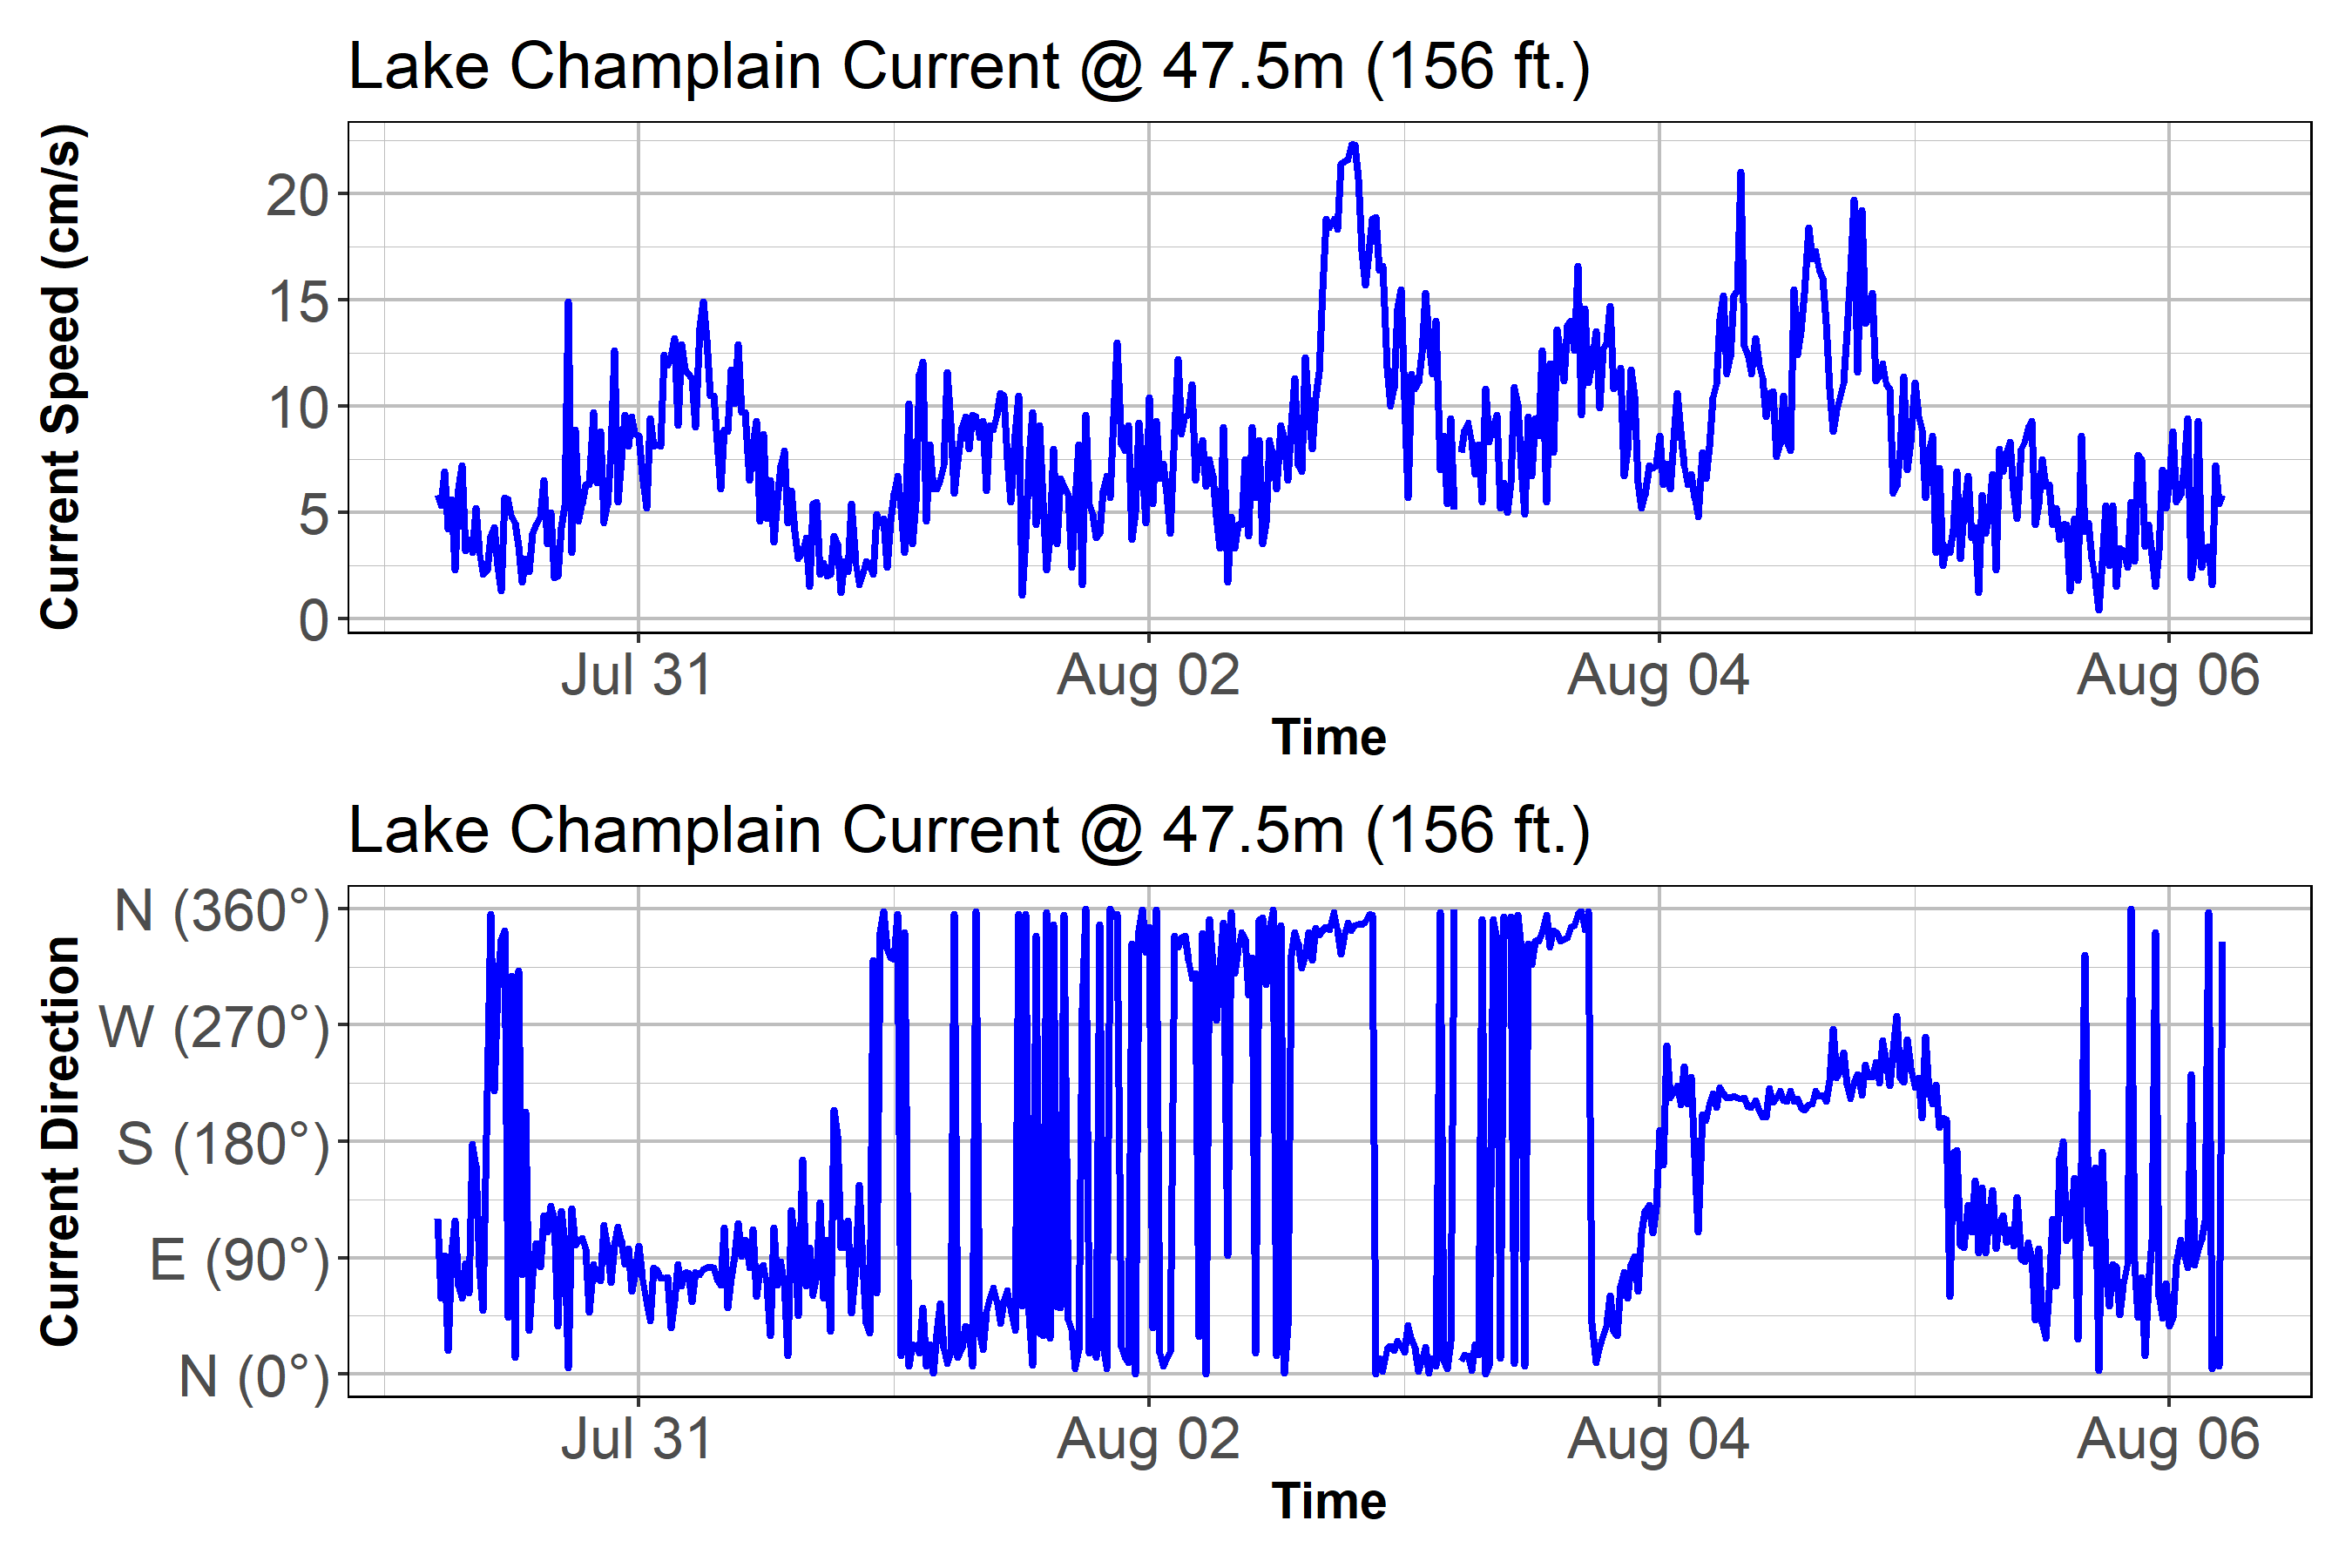 Lake Champlain Current @ 47.5m (156 ft.)
Current Speed (cm/s)
20
15
10
5
0
Jul 31 Aug 02 Aug 04 Aug 06
Time
Lake Champlain Current @ 47.5m (156 ft.)
Current Direction
N (360°)
W (270°)
S (180°)
E (90°)
N (0°)
Jul 31 Aug 02 Aug 04 Aug 06
Time